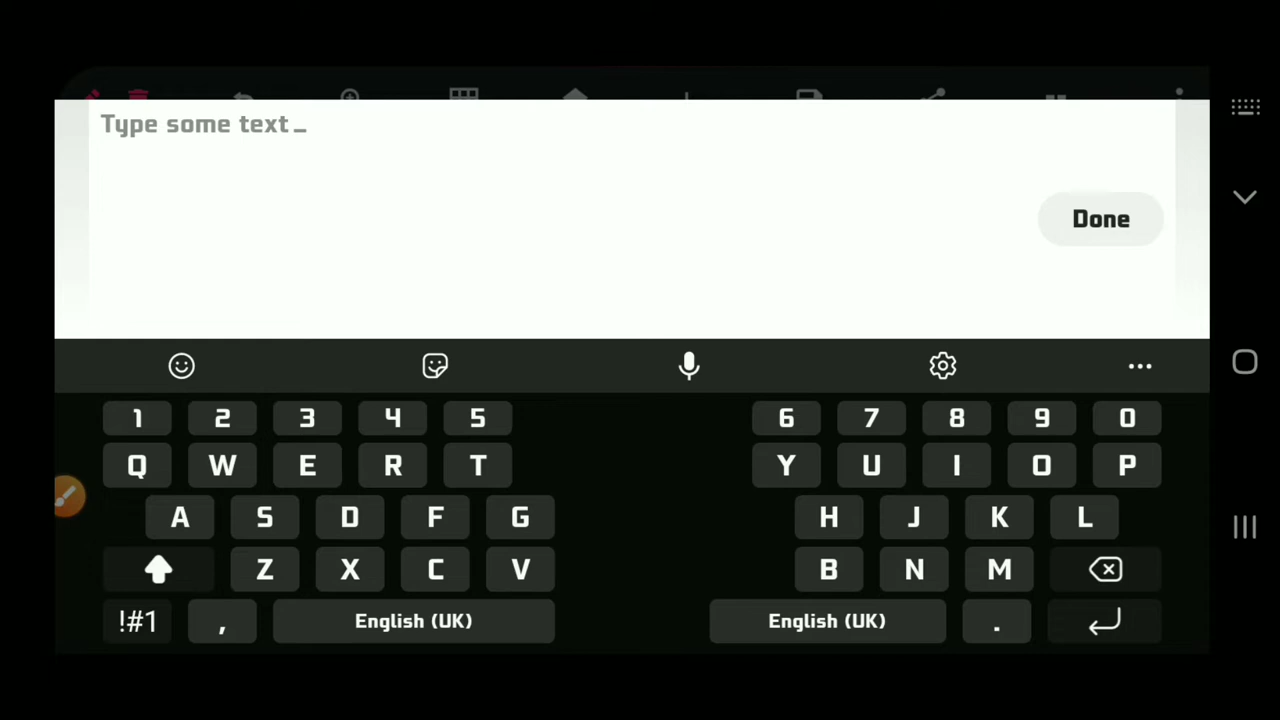 Type some text
Done
1 2 3 4 5 6 7 8 9 0
Q W E R T Y U I O P
A S D F G H J K L
Z X C V B N M
!#1 , English (UK) English (UK) .